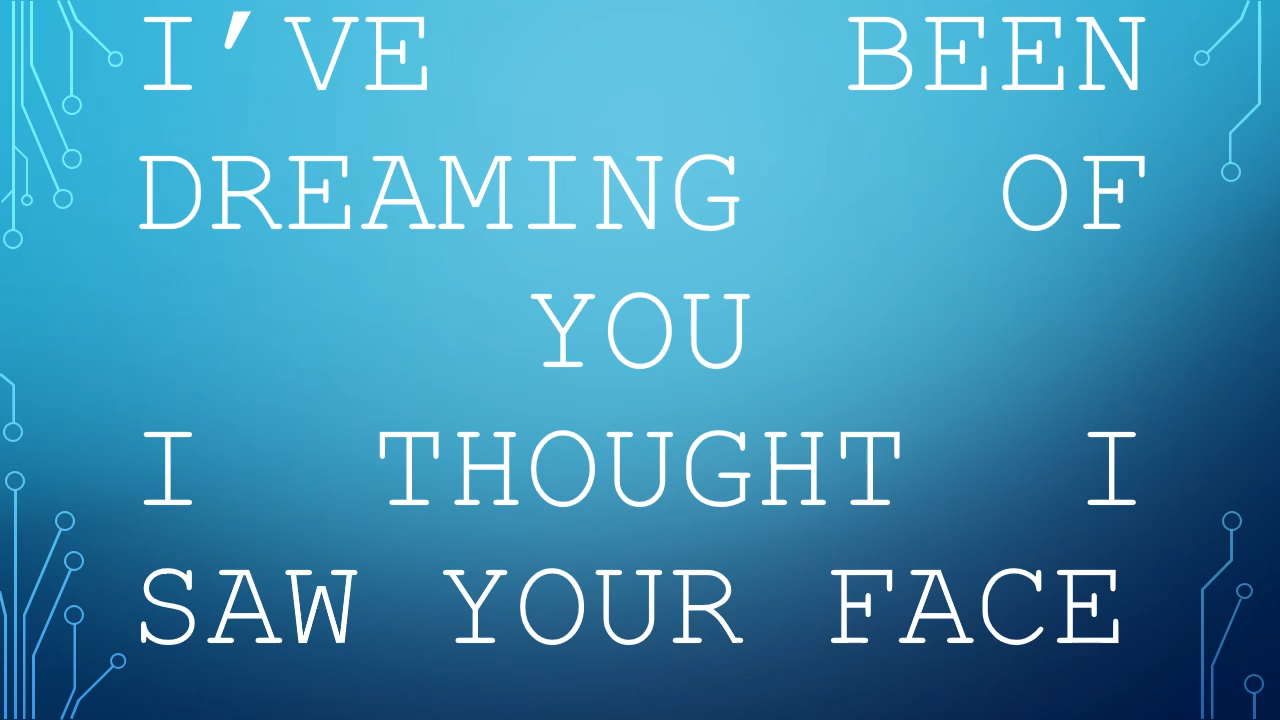 I’VE BEEN
DREAMING OF
YOU
I THOUGHT I
SAW YOUR FACE